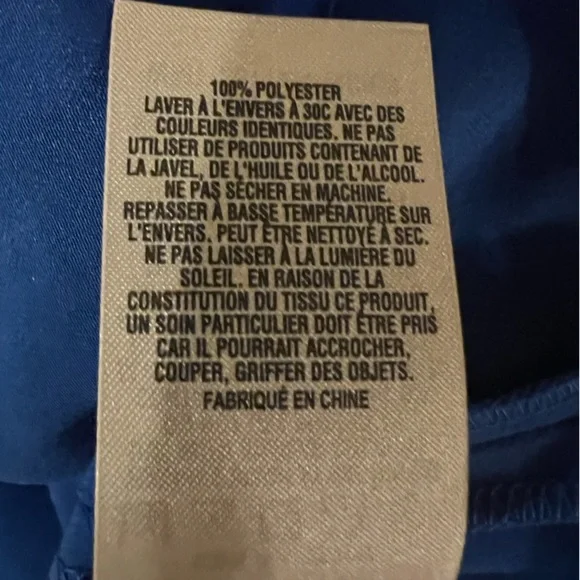 100% POLYESTER
LAVER À L'ENVERS À 30C AVEC DES
COULEURS IDENTIQUES. NE PAS
UTILISER DE PRODUITS CONTENANT DE
LA JAVEL, DE L'HUILE OU DE L'ALCOOL.
NE PAS SÉCHER EN MACHINE.
REPASSER À BASSE TEMPÉRATURE SUR
L'ENVERS. PEUT ÊTRE NETTOYÉ À SEC.
NE PAS LAISSER À LA LUMIERE DU
SOLEIL. EN RAISON DE LA
CONSTITUTION DU TISSU CE PRODUIT,
UN SOIN PARTICULIER DOIT ÊTRE PRIS
CAR IL POURRAIT ACCROCHER,
COUPER, GRIFFER DES OBJETS.
FABRIQUÉ EN CHINE